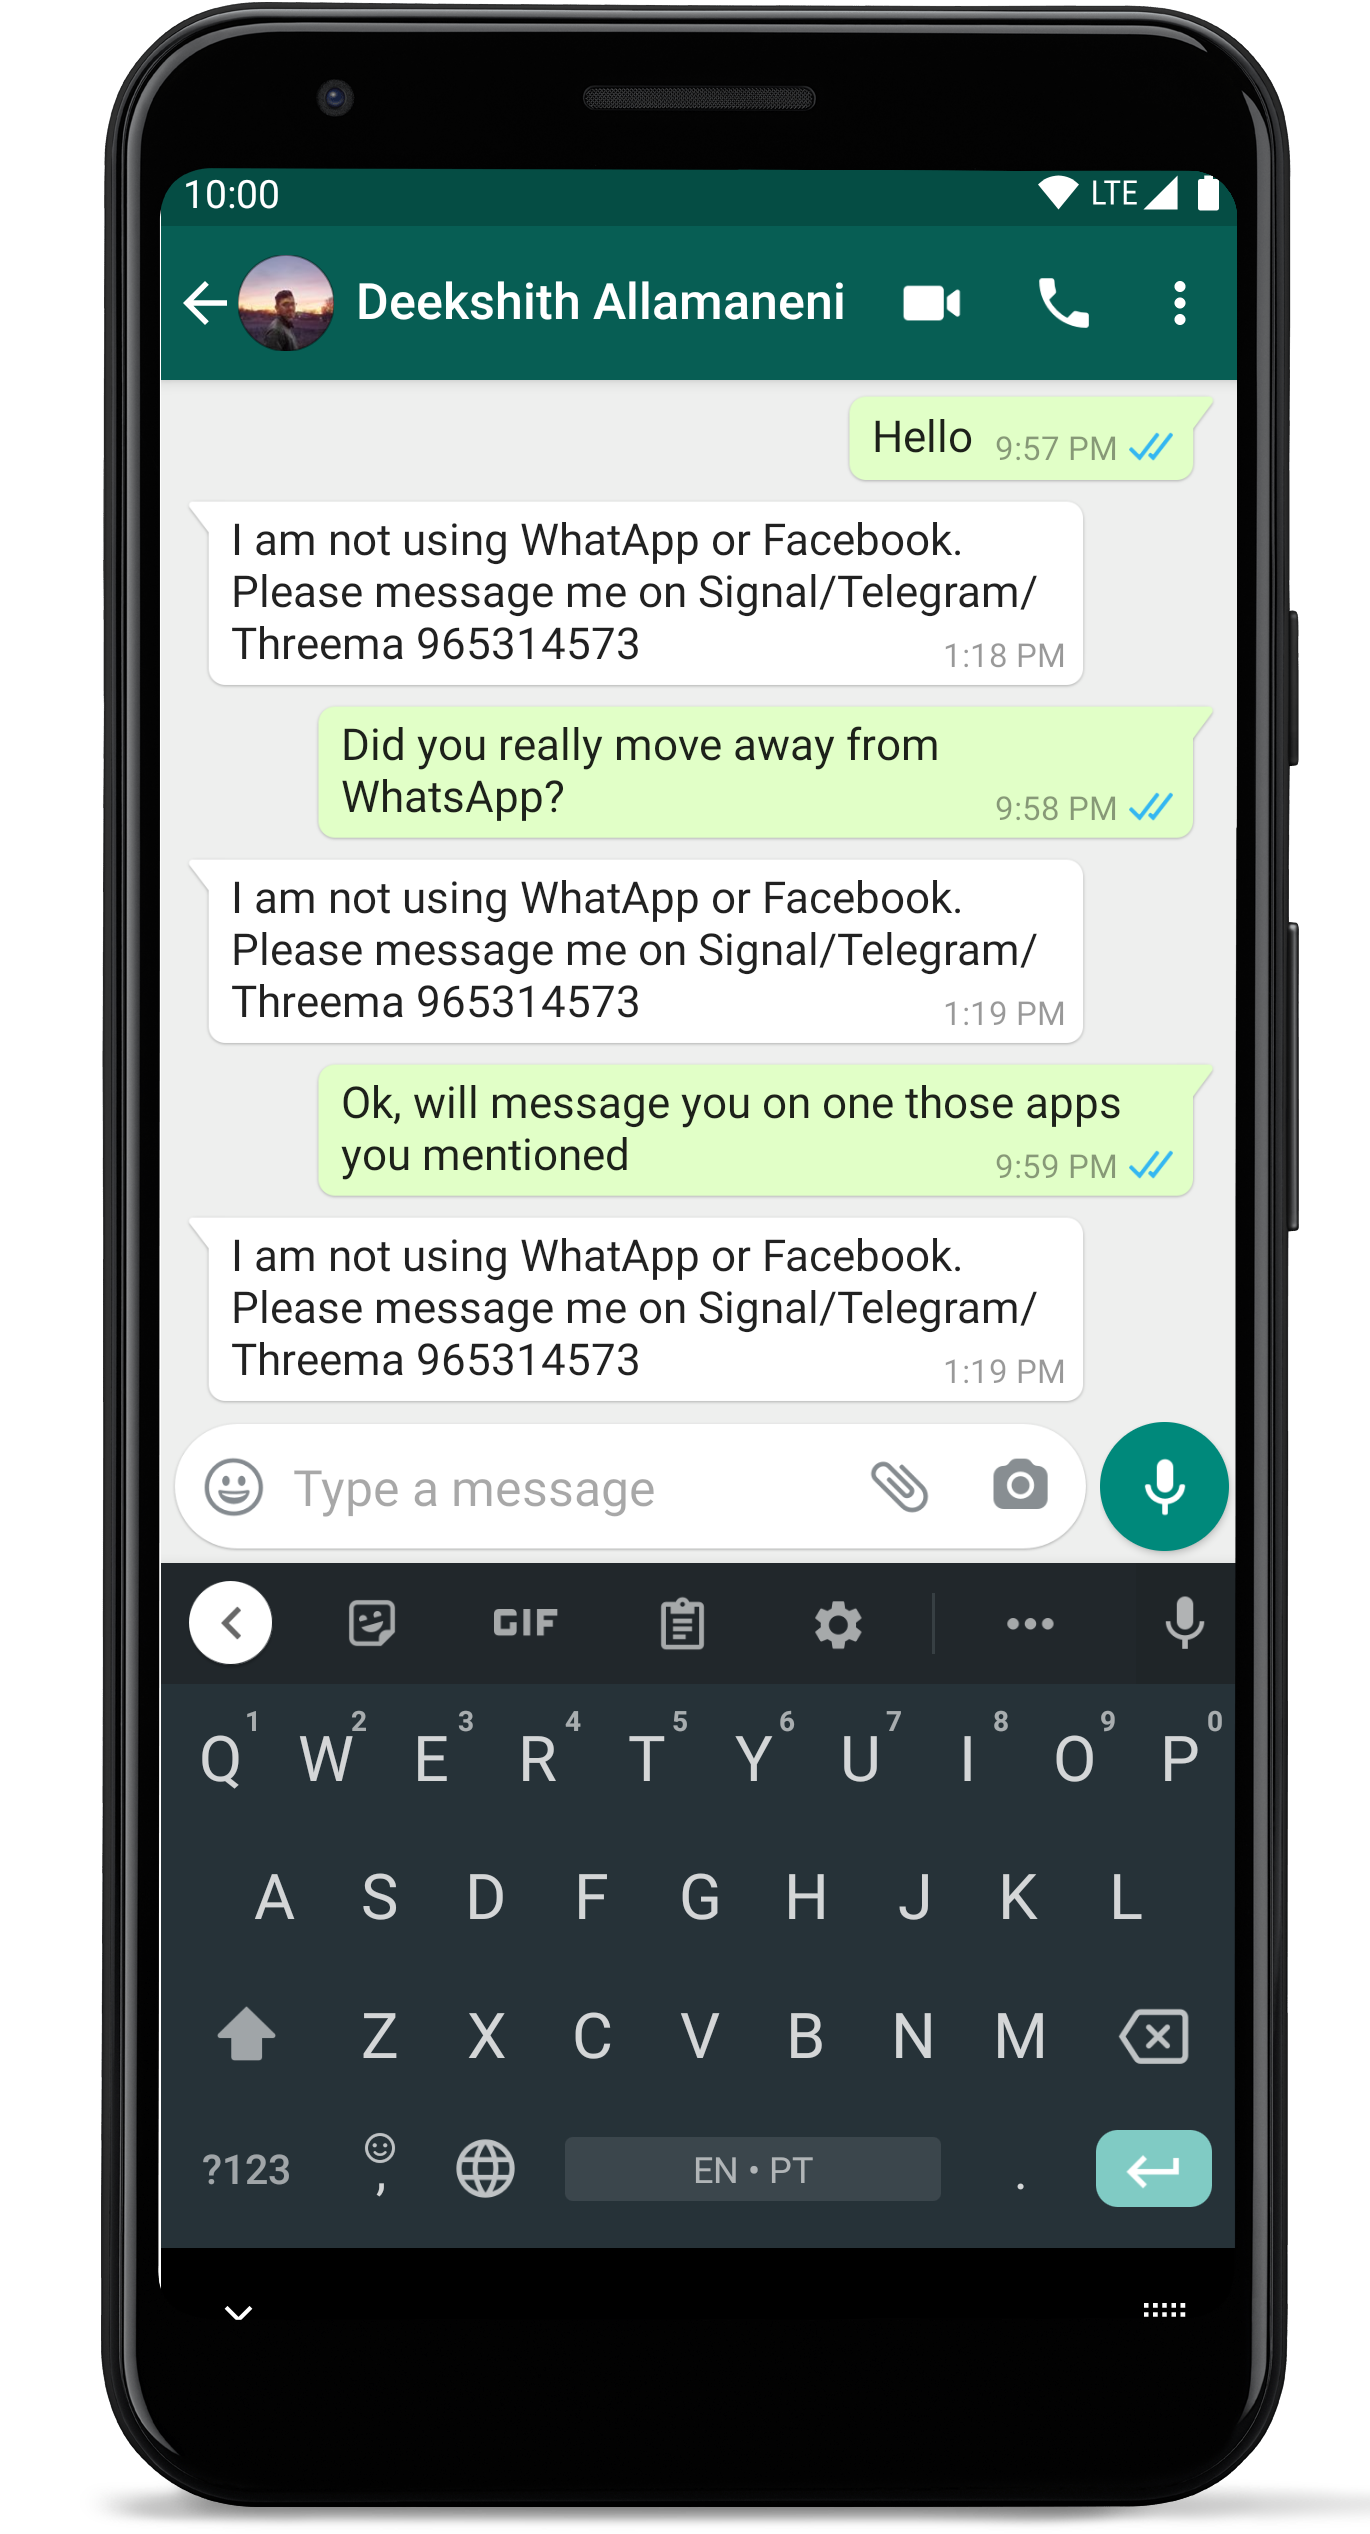 10:00 LTE
Deekshith Allamaneni
Hello 9:57 PM
I am not using WhatApp or Facebook.
Please message me on Signal/Telegram/
Threema 965314573 1:18 PM
Did you really move away from
WhatsApp? 9:58 PM
I am not using WhatApp or Facebook.
Please message me on Signal/Telegram/
Threema 965314573 1:19 PM
Ok, will message you on one those apps
you mentioned 9:59 PM
I am not using WhatApp or Facebook.
Please message me on Signal/Telegram/
Threema 965314573 1:19 PM
Type a message
GIF
1 2 3 4 5 6 7 8 9 0
Q W E R T Y U I O P
A S D F G H J K L
Z X C V B N M
?123 , EN • PT .